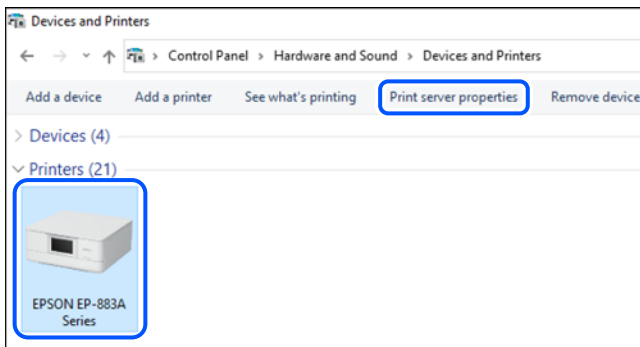 Devices and Printers
Control Panel > Hardware and Sound > Devices and Printers
Add a device Add a printer See what's printing Print server properties Remove device
Devices (4)
Printers (21)
EPSON EP-883A
Series